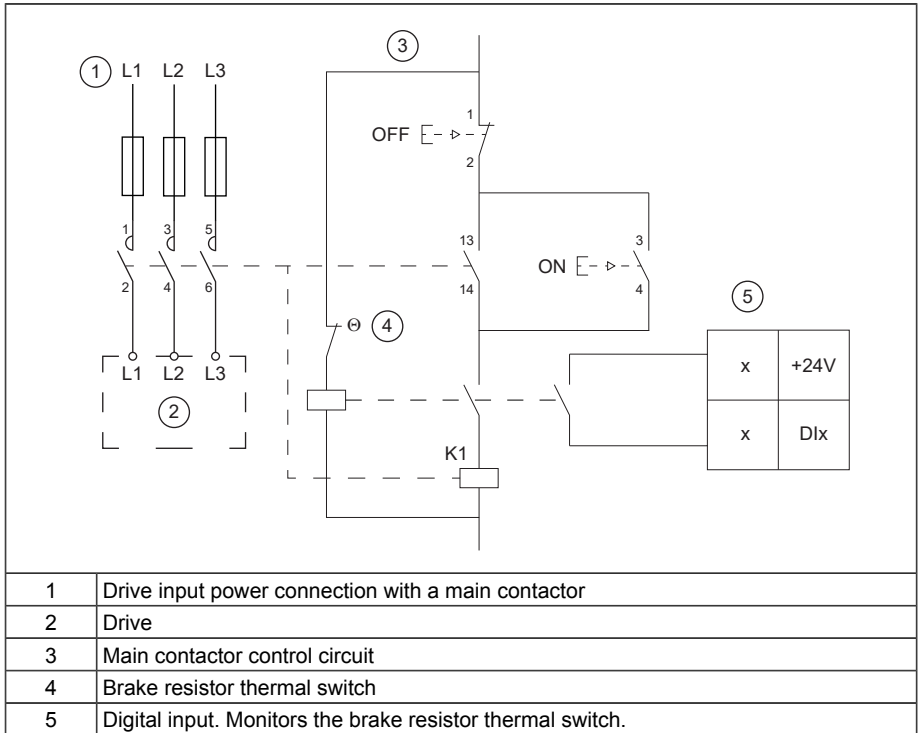 3
1 L1 L2 L3
1
OFF
2
1 3 5
13
3
ON
2 4 6
14
4
5
Θ 4
x +24V
L1 L2 L3
2
x DIx
K1
1 Drive input power connection with a main contactor
2 Drive
3 Main contactor control circuit
4 Brake resistor thermal switch
5 Digital input. Monitors the brake resistor thermal switch.